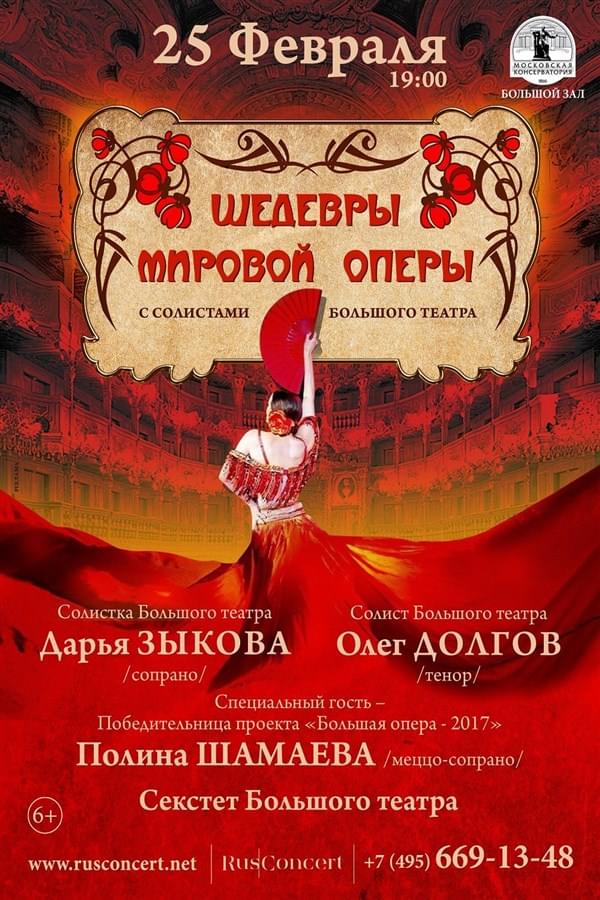 25 Февраля
19:00
МОСКОВСКАЯ
КОНСЕРВАТОРИЯ
1866
БОЛЬШОЙ ЗАЛ
ШЕДЕВРЫ
МИРОВОЙ ОПЕРЫ
С СОЛИСТАМИ БОЛЬШОГО ТЕАТРА
РЕКЛАМА
Солистка Большого театра
Дарья ЗЫКОВА
/сопрано/
Солист Большого театра
Олег ДОЛГОВ
/тенор/
Специальный гость –
Победительница проекта «Большая опера - 2017»
Полина ШАМАЕВА /меццо-сопрано/
Секстет Большого театра
6+
www.rusconcert.net RusConcert +7 (495) 669-13-48